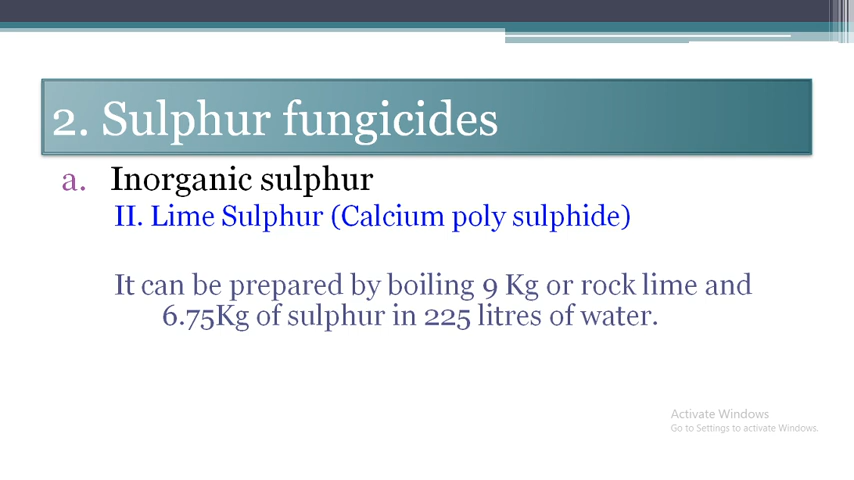 2. Sulphur fungicides
a. Inorganic sulphur
II. Lime Sulphur (Calcium poly sulphide)
It can be prepared by boiling 9 Kg or rock lime and
6.75Kg of sulphur in 225 litres of water.
Activate Windows
Go to Settings to activate Windows.